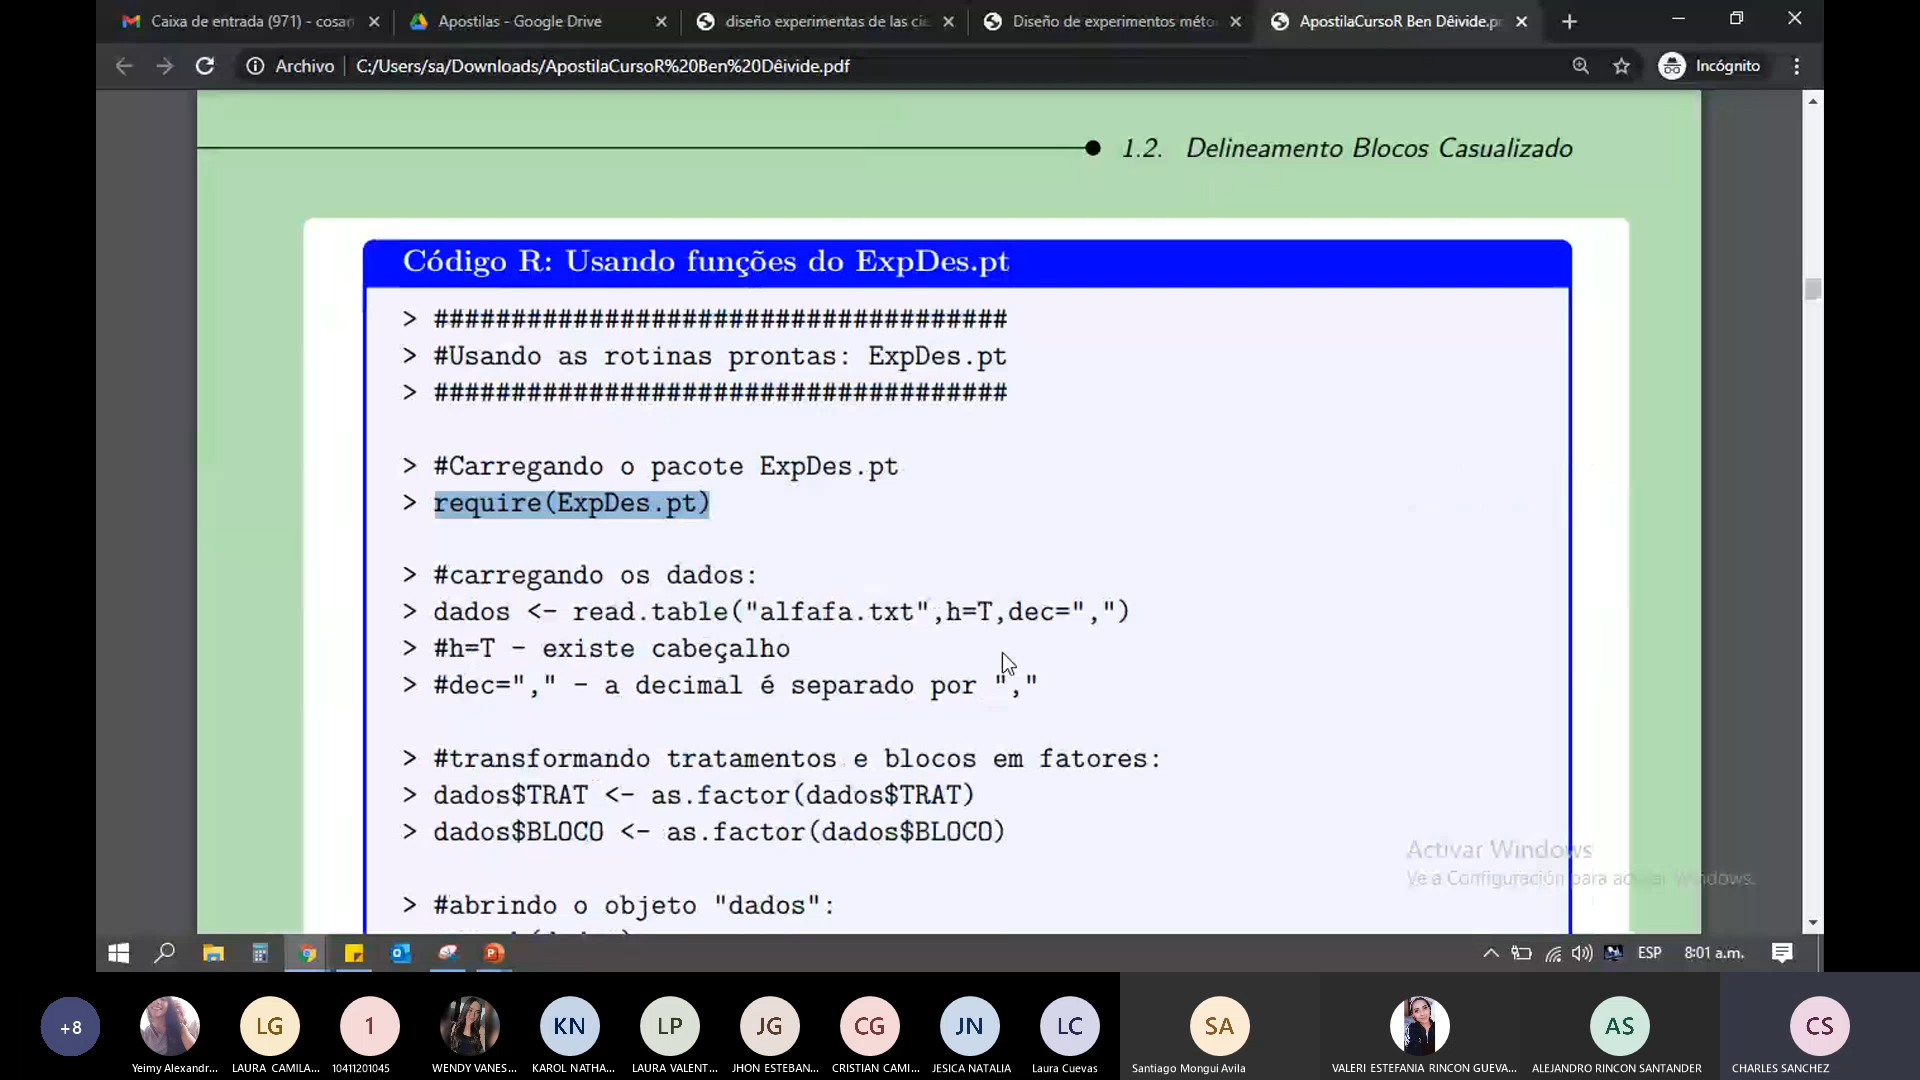 Caixa de entrada (971) - cosan
Apostilas - Google Drive
diseño experimentas de las cie
Diseño de experimentos méto
ApostilaCursoR Ben Dêivide.pd
Archivo
C:/Users/sa/Downloads/ApostilaCursoR%20Ben%20Dêivide.pdf
Incógnito
1.2. Delineamento Blocos Casualizado
Código R: Usando funções do ExpDes.pt
> #####################################
> #Usando as rotinas prontas: ExpDes.pt
> #####################################
> #Carregando o pacote ExpDes.pt
> require(ExpDes.pt)
> #carregando os dados:
> dados <- read.table("alfafa.txt",h=T,dec=",")
> #h=T - existe cabeçalho
> #dec="," - a decimal é separado por ","
> #transformando tratamentos e blocos em fatores:
> dados$TRAT <- as.factor(dados$TRAT)
> dados$BLOCO <- as.factor(dados$BLOCO)
> #abrindo o objeto "dados":
Activar Windows
Ve a Configuración para activar Windows.
ESP
8:01 a.m.
+8
LG
1
KN
LP
JG
CG
JN
LC
SA
AS
CS
Yeimy Alexandr...
LAURA CAMILA...
10411201045
WENDY VANES...
KAROL NATHA...
LAURA VALENT...
JHON ESTEBAN...
CRISTIAN CAMI...
JESICA NATALIA
Laura Cuevas
Santiago Mongui Avila
VALERI ESTEFANIA RINCON GUEVA...
ALEJANDRO RINCON SANTANDER
CHARLES SANCHEZ